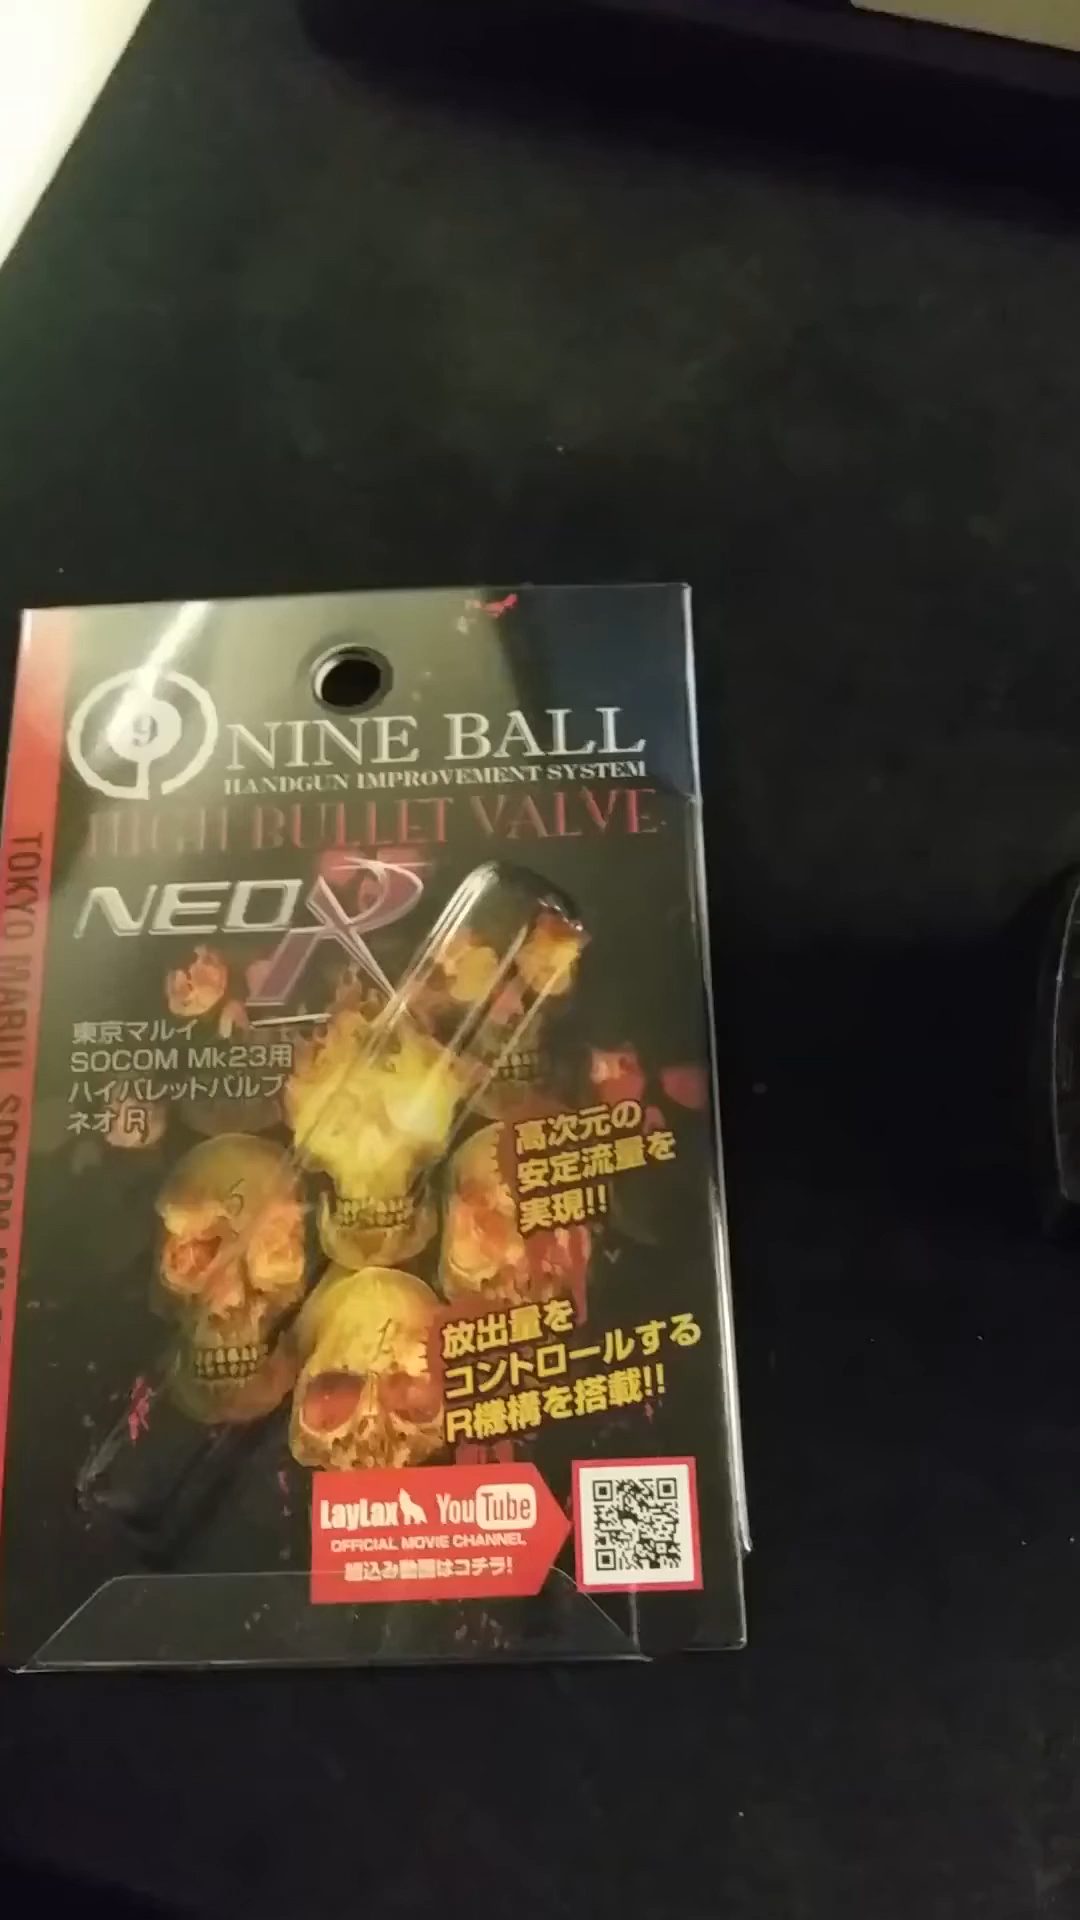 9
NINE BALL
HANDGUN IMPROVEMENT SYSTEM
HIGH BULLET VALVE
NEO R
東京マルイ
SOCOM Mk23用
ハイバレットバルブ
ネオ R
高次元の
安定流量を
実現!!
放出量を
コントロールする
R機構を搭載!!
LayLax YouTube
OFFICIAL MOVIE CHANNEL
組込み動画はコチラ!
TOKYO MARUI SOCOM